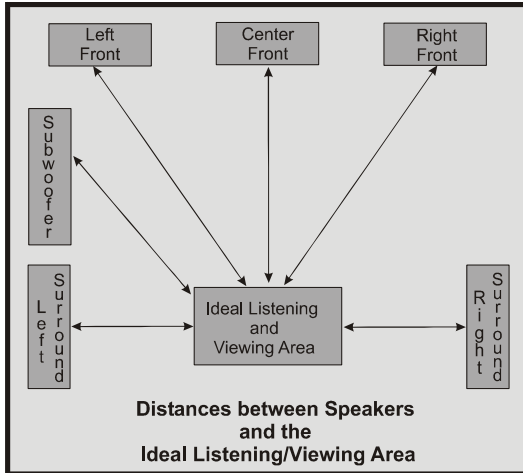 Left
Front
Center
Front
Right
Front
Subwoofer
Left
Surround
Ideal Listening
and
Viewing Area
Right
Surround
Distances between Speakers
and the
Ideal Listening/Viewing Area